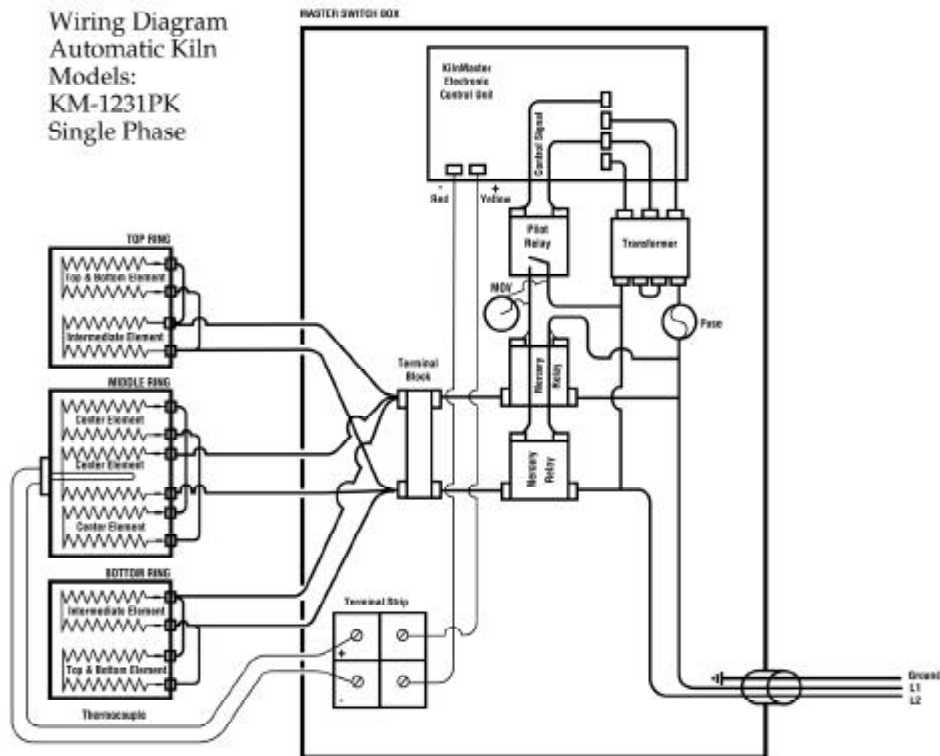 Wiring Diagram
Automatic Kiln
Models:
KM-1231PK
Single Phase
MASTER SWITCH BOX
KilnMaster
Electronic
Control Unit
Control Signal
-
Red
+
Yellow
Pilot
Relay
Transformer
MOV
Fuse
TOP RING
Top & Bottom Element
Intermediate Element
MIDDLE RING
Center Element
Center Element
Center Element
BOTTOM RING
Intermediate Element
Top & Bottom Element
Thermocouple
Terminal
Block
Mercury
Relay
Mercury
Relay
Terminal Strip
+
-
Ground
L1
L2